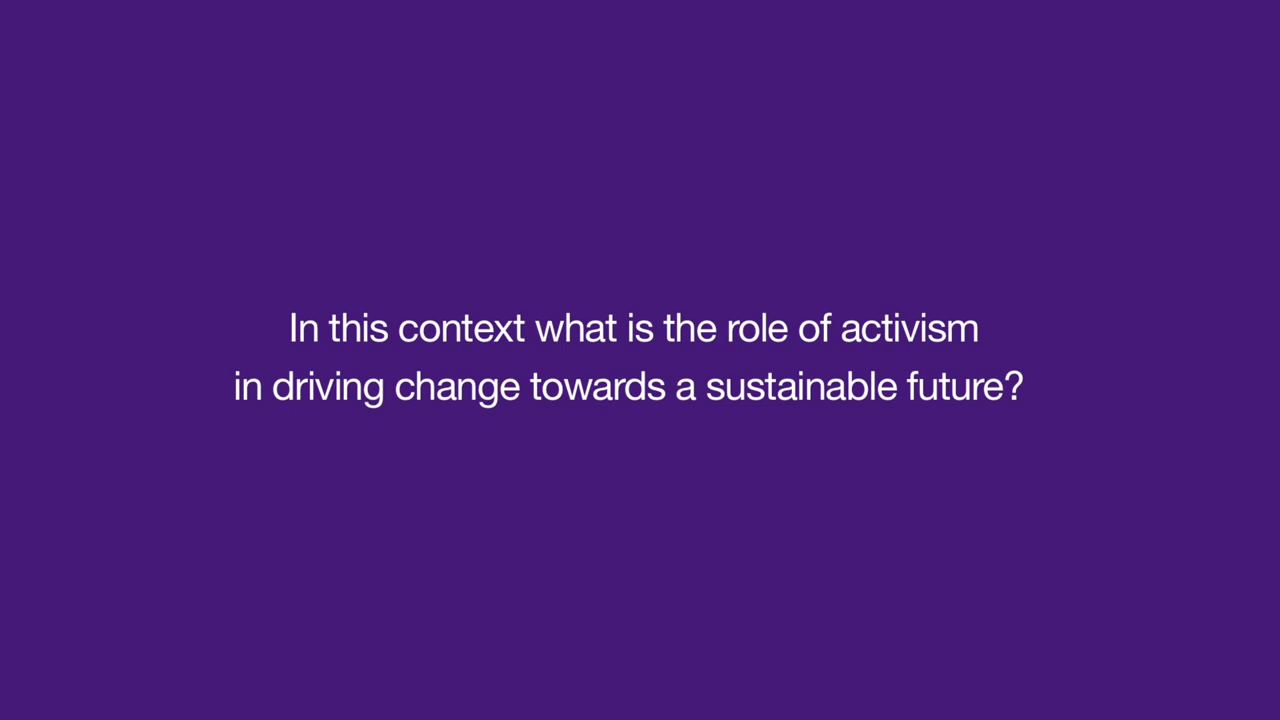 In this context what is the role of activism
in driving change towards a sustainable future?